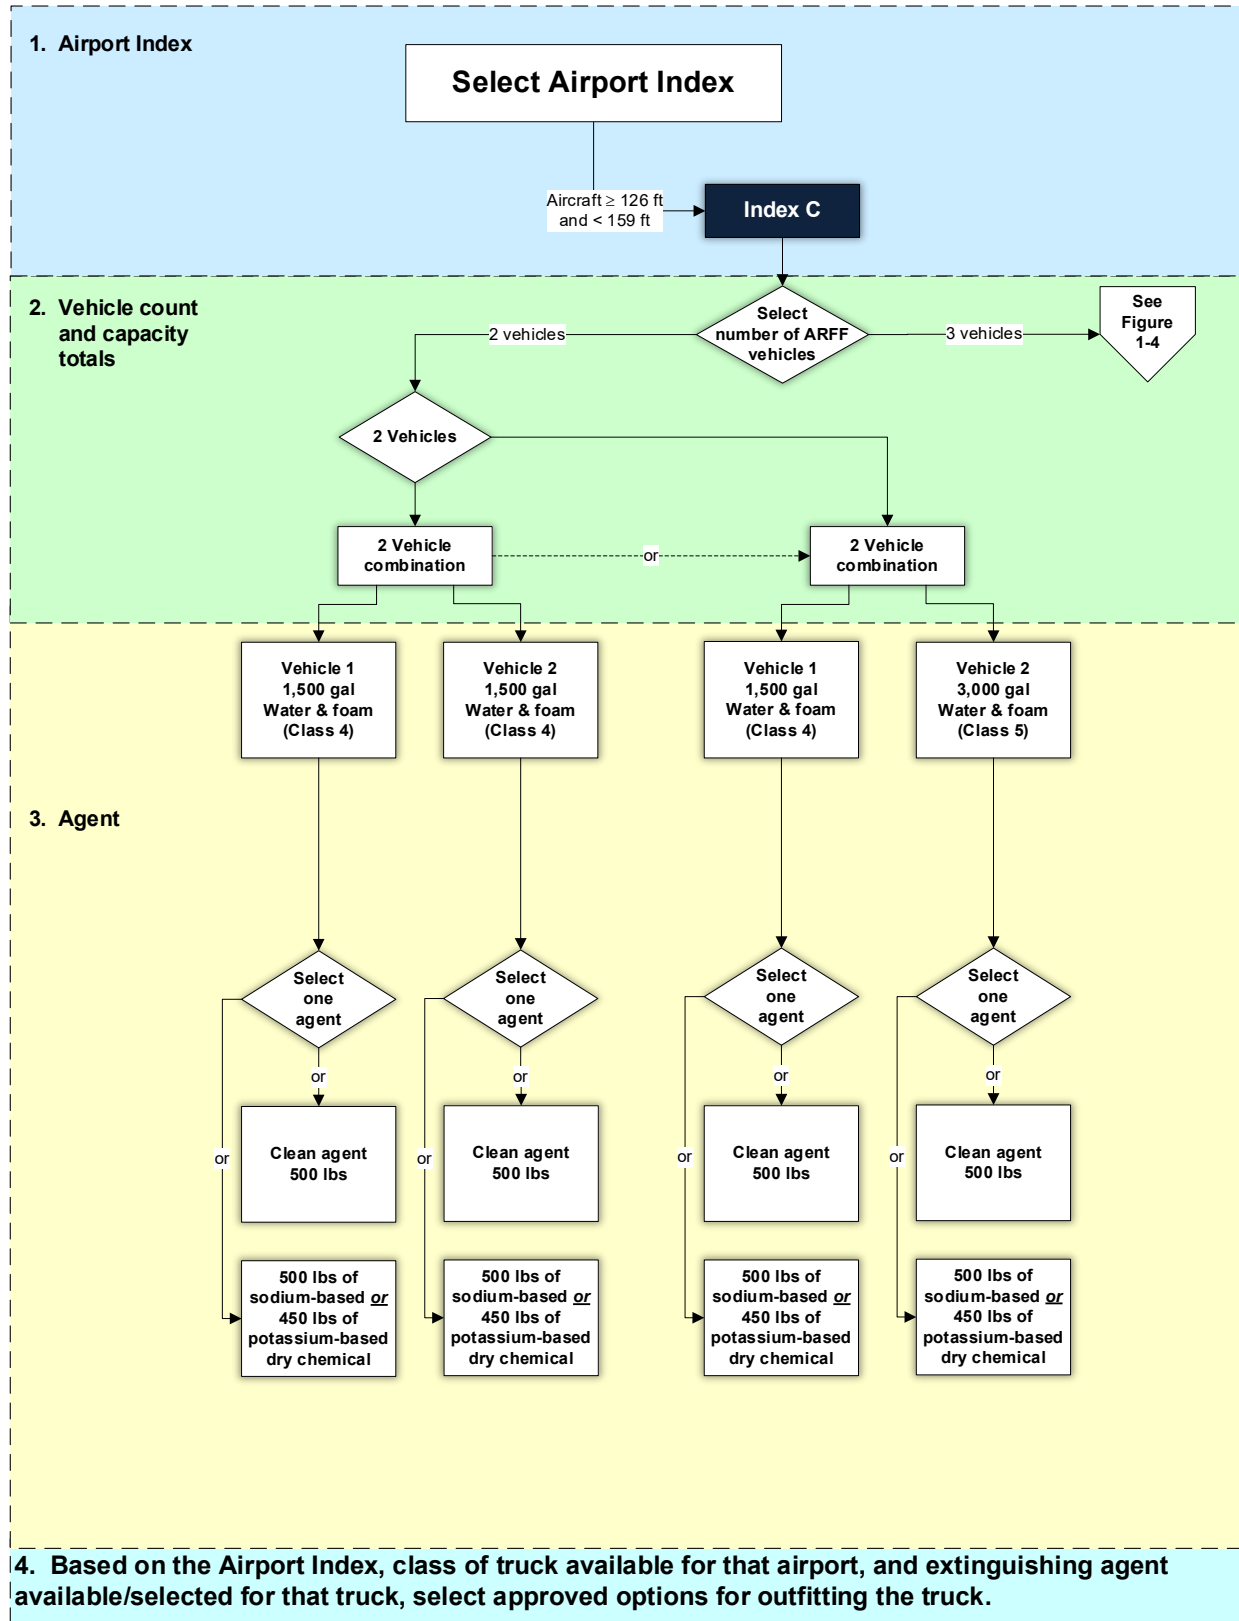 1. Airport Index
Select Airport Index
Aircraft ≥ 126 ft
and < 159 ft
Index C
2. Vehicle count
and capacity
totals
Select
number of ARFF
vehicles
2 vehicles
3 vehicles
See
Figure
1-4
2 Vehicles
2 Vehicle
combination
or
2 Vehicle
combination
Vehicle 1
1,500 gal
Water & foam
(Class 4)
Vehicle 2
1,500 gal
Water & foam
(Class 4)
Vehicle 1
1,500 gal
Water & foam
(Class 4)
Vehicle 2
3,000 gal
Water & foam
(Class 5)
3. Agent
Select
one
agent
Select
one
agent
Select
one
agent
Select
one
agent
or
or
or
or
or
Clean agent
500 lbs
or
Clean agent
500 lbs
or
Clean agent
500 lbs
or
Clean agent
500 lbs
500 lbs of
sodium-based or
450 lbs of
potassium-based
dry chemical
500 lbs of
sodium-based or
450 lbs of
potassium-based
dry chemical
500 lbs of
sodium-based or
450 lbs of
potassium-based
dry chemical
500 lbs of
sodium-based or
450 lbs of
potassium-based
dry chemical
4. Based on the Airport Index, class of truck available for that airport, and extinguishing agent
available/selected for that truck, select approved options for outfitting the truck.